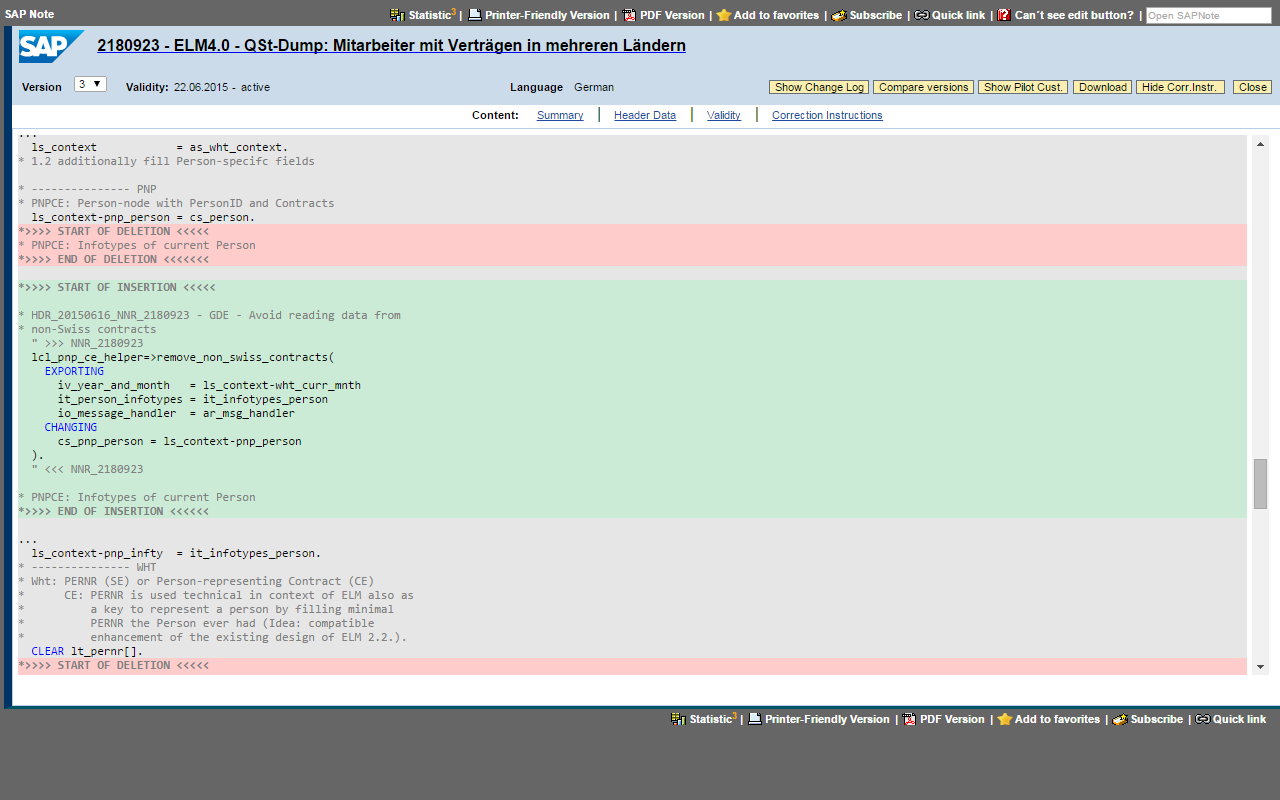 SAP Note
Statistic3 | Printer-Friendly Version | PDF Version | Add to favorites | Subscribe | Quick link | Can't see edit button? | Open SAPNote
SAP
2180923 - ELM4.0 - QSt-Dump: Mitarbeiter mit Verträgen in mehreren Ländern
Version 3 Validity: 22.06.2015 - active Language German Show Change Log Compare versions Show Pilot Cust. Download Hide Corr.Instr. Close
Content: Summary | Header Data | Validity | Correction Instructions
...
ls_context = as_wht_context.
* 1.2 additionally fill Person-specifc fields
* --------------- PNP
* PNPCE: Person-node with PersonID and Contracts
ls_context-pnp_person = cs_person.
*>>>> START OF DELETION <<<<<
* PNPCE: Infotypes of current Person
*>>>> END OF DELETION <<<<<<<
*>>>> START OF INSERTION <<<<<
* HDR_20150616_NNR_2180923 - GDE - Avoid reading data from
* non-Swiss contracts
" >>> NNR_2180923
lcl_pnp_ce_helper=>remove_non_swiss_contracts(
EXPORTING
iv_year_and_month = ls_context-wht_curr_mnth
it_person_infotypes = it_infotypes_person
io_message_handler = ar_msg_handler
CHANGING
cs_pnp_person = ls_context-pnp_person
).
" <<< NNR_2180923
* PNPCE: Infotypes of current Person
*>>>> END OF INSERTION <<<<<<
...
ls_context-pnp_infty = it_infotypes_person.
* --------------- WHT
* Wht: PERNR (SE) or Person-representing Contract (CE)
* CE: PERNR is used technical in context of ELM also as
* a key to represent a person by filling minimal
* PERNR the Person ever had (Idea: compatible
* enhancement of the existing design of ELM 2.2.).
CLEAR lt_pernr[].
*>>>> START OF DELETION <<<<<
Statistic3 | Printer-Friendly Version | PDF Version | Add to favorites | Subscribe | Quick link